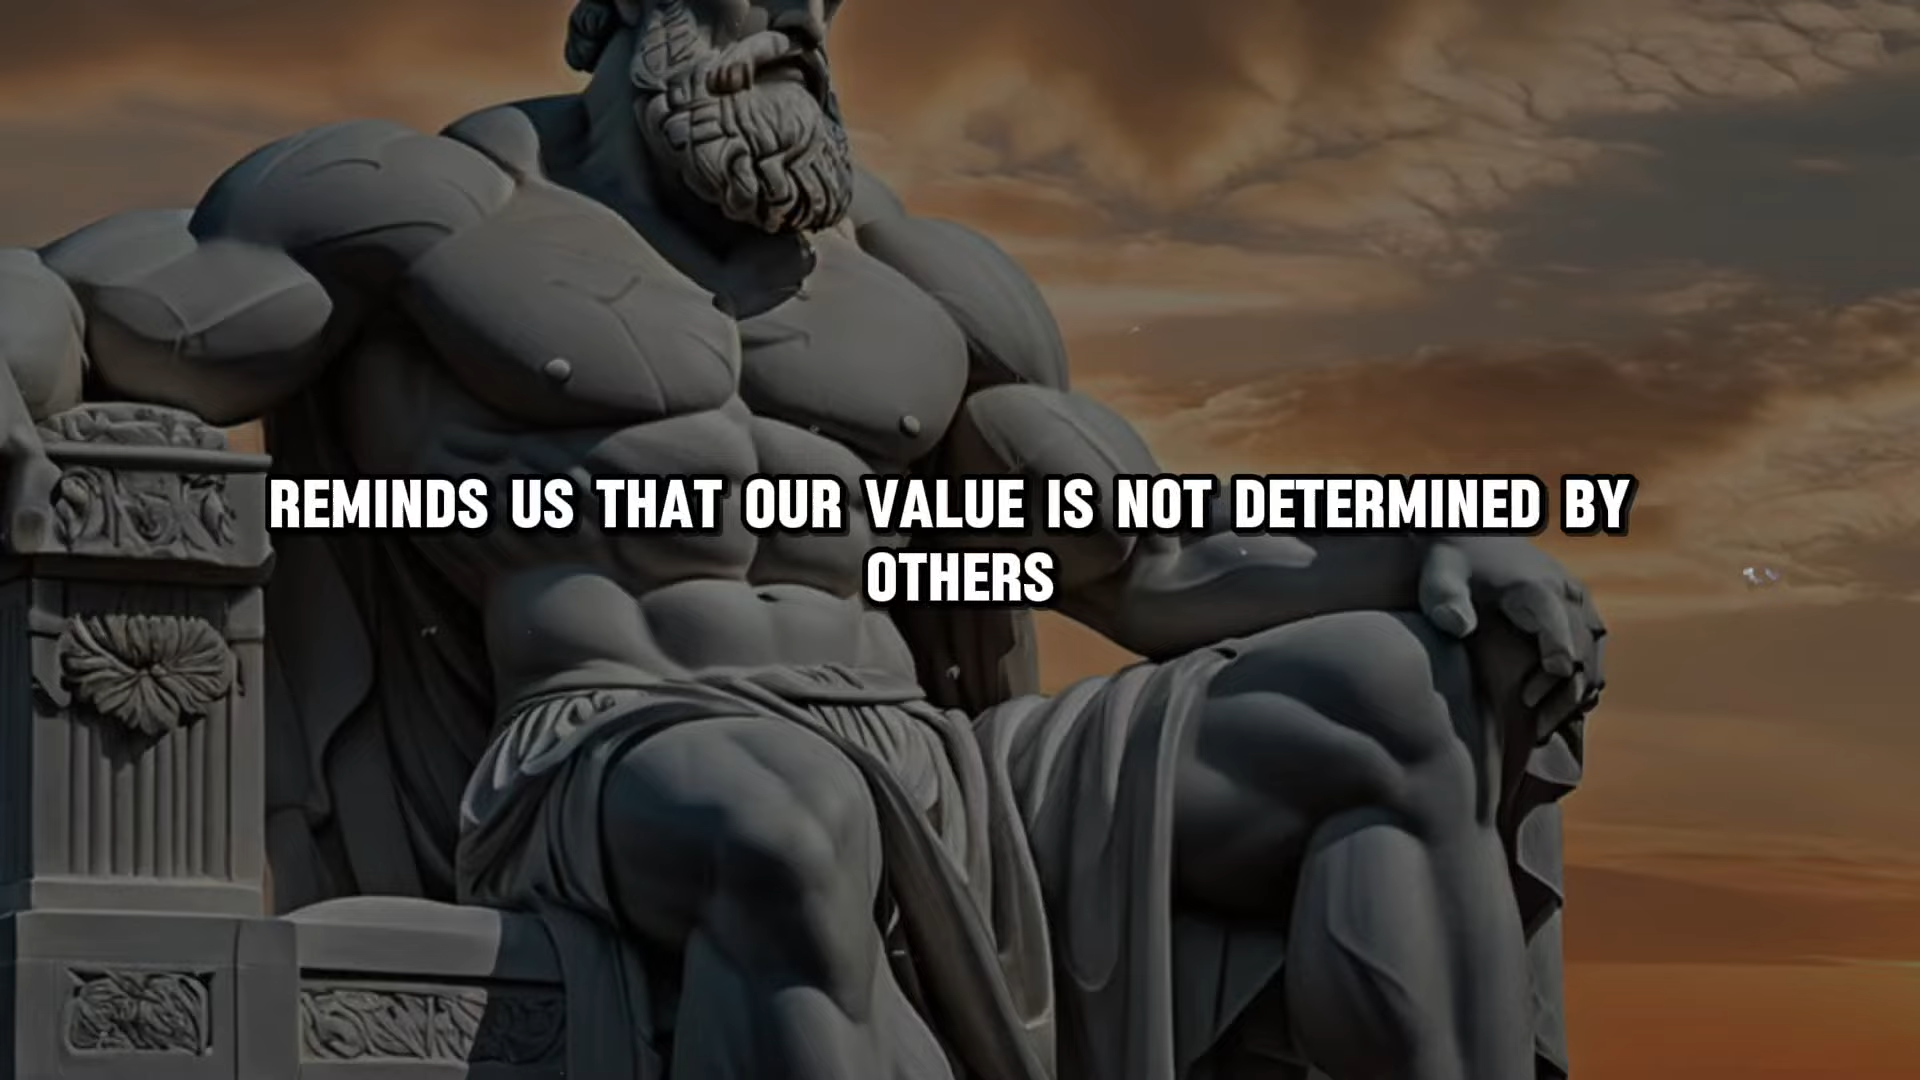 REMINDS US THAT OUR VALUE IS NOT DETERMINED BY
OTHERS